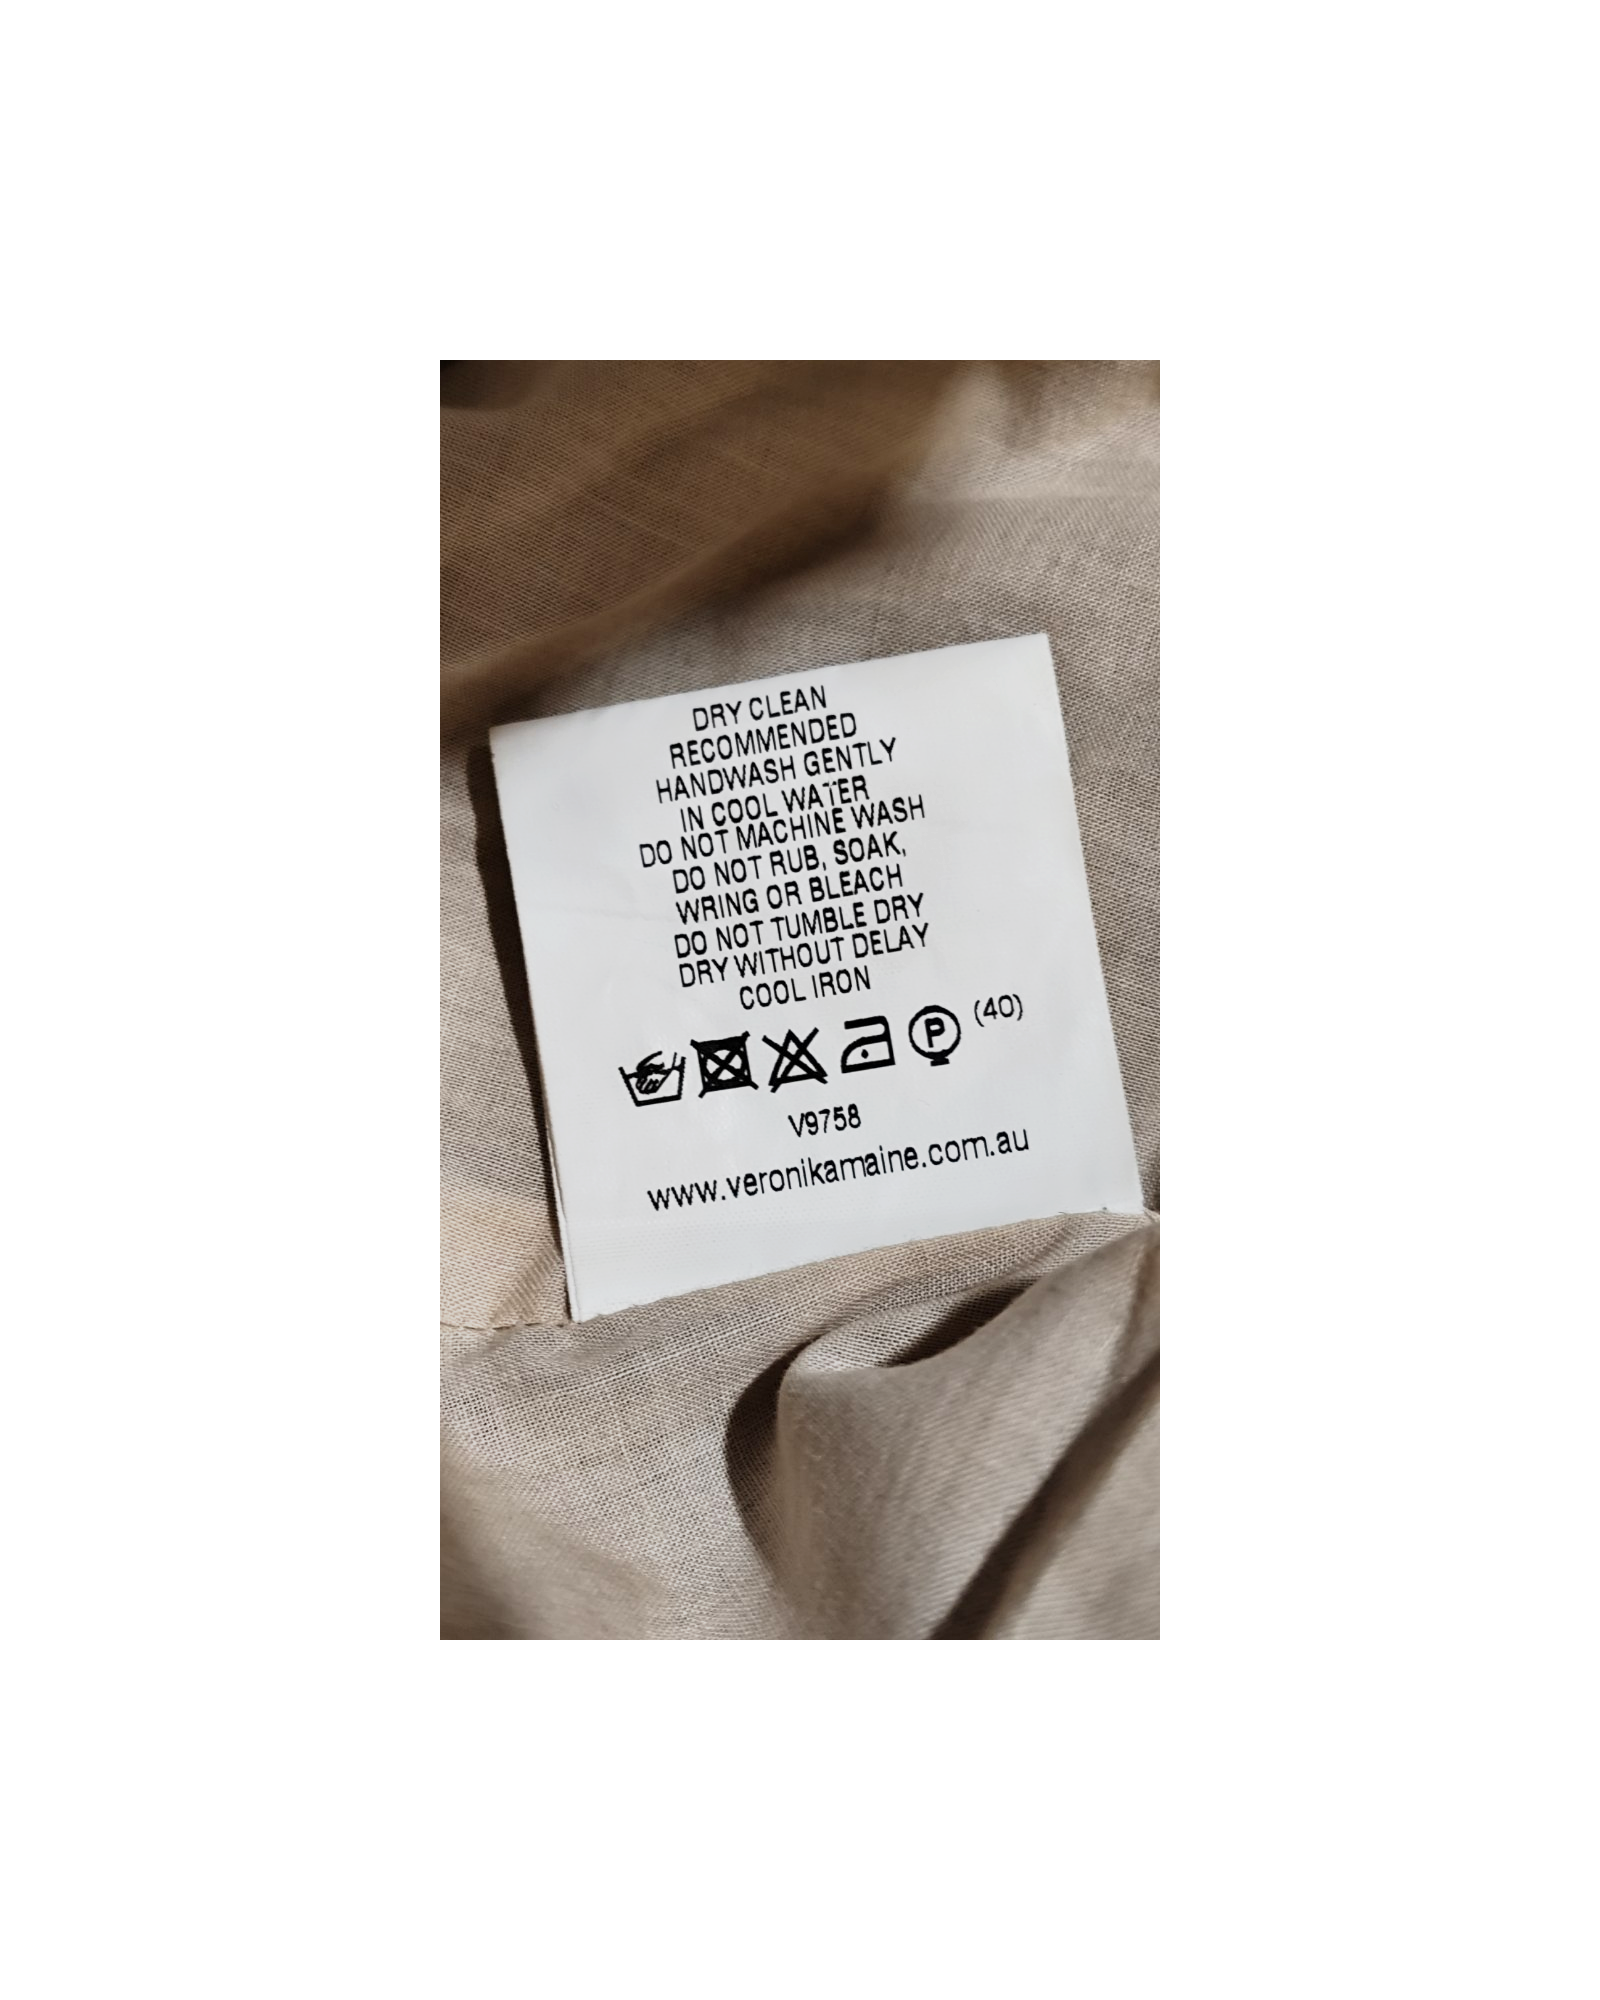 DRY CLEAN
RECOMMENDED
HANDWASH GENTLY
IN COOL WATER
DO NOT MACHINE WASH
DO NOT RUB, SOAK,
WRING OR BLEACH
DO NOT TUMBLE DRY
DRY WITHOUT DELAY
COOL IRON
P (40)
V9758
www.veronikamaine.com.au